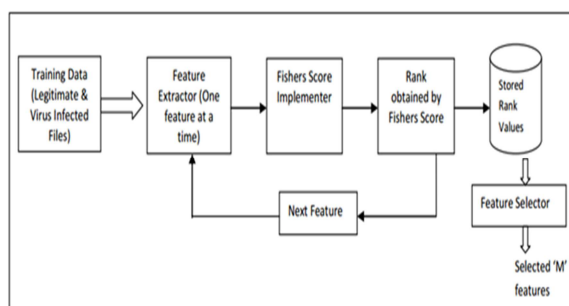 Training Data
(Legitimate &
Virus Infected
Files)
Feature
Extractor (One
feature at a
time)
Fishers Score
Implementer
Rank
obtained by
Fishers Score
Stored
Rank
Values
Next Feature
Feature Selector
Selected 'M'
features